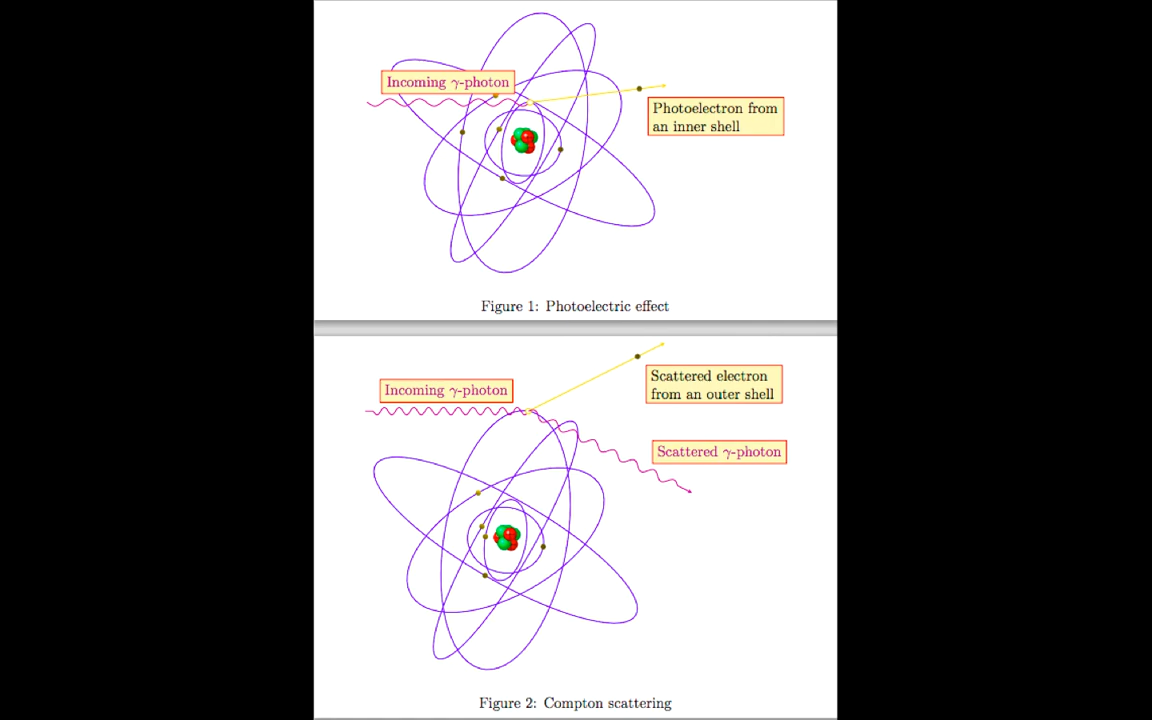 Incoming γ-photon
Photoelectron from
an inner shell
Figure 1: Photoelectric effect
Scattered electron
from an outer shell
Incoming γ-photon
Scattered γ-photon
Figure 2: Compton scattering